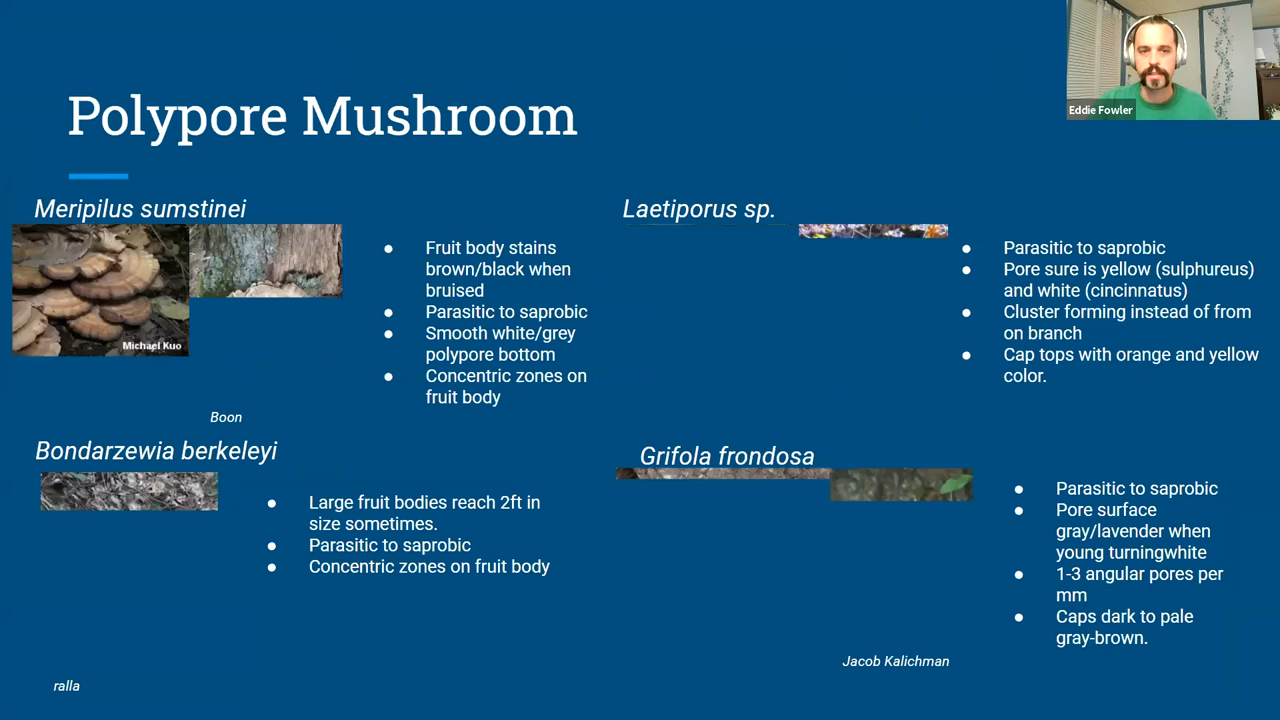 Polypore Mushroom
Eddie Fowler
Meripilus sumstinei
Michael Kuo
● Fruit body stains
brown/black when
bruised
● Parasitic to saprobic
● Smooth white/grey
polypore bottom
● Concentric zones on
fruit body
Boon
Laetiporus sp.
● Parasitic to saprobic
● Pore sure is yellow (sulphureus)
and white (cincinnatus)
● Cluster forming instead of from
on branch
● Cap tops with orange and yellow
color.
Bondarzewia berkeleyi
● Large fruit bodies reach 2ft in
size sometimes.
● Parasitic to saprobic
● Concentric zones on fruit body
ralla
Grifola frondosa
● Parasitic to saprobic
● Pore surface
gray/lavender when
young turningwhite
● 1-3 angular pores per
mm
● Caps dark to pale
gray-brown.
Jacob Kalichman